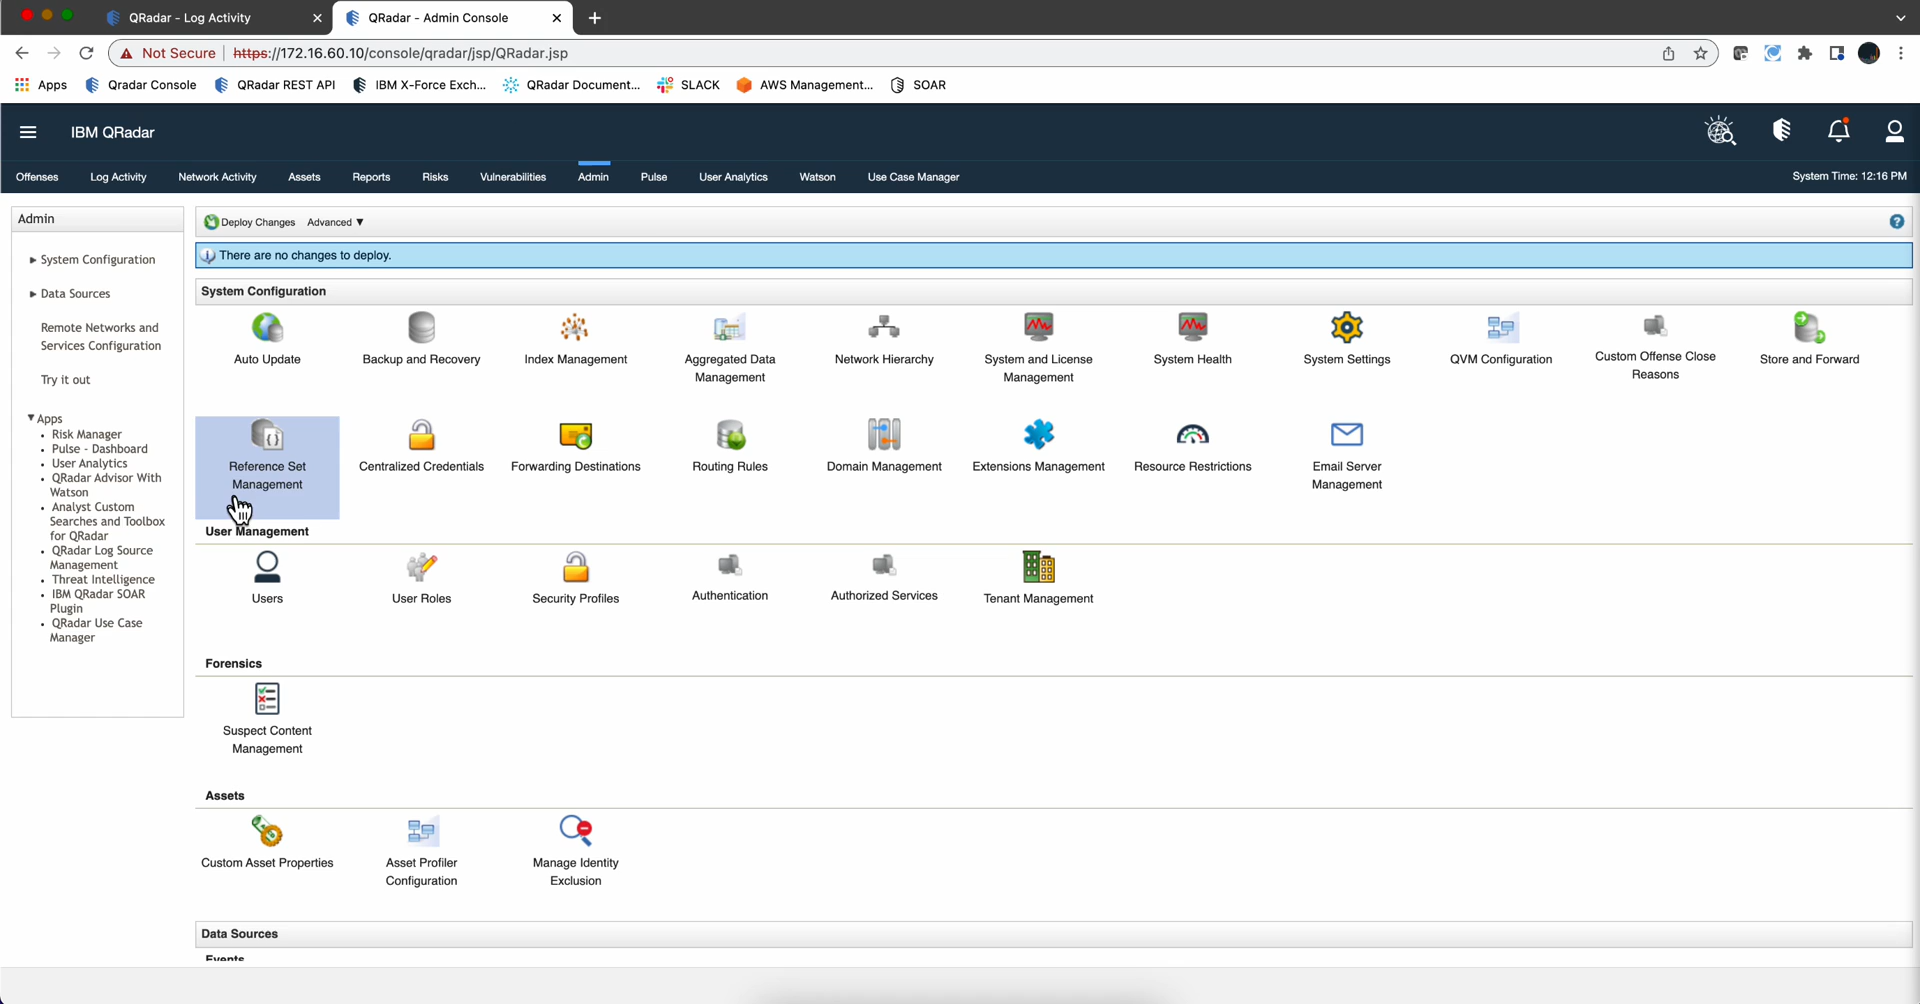 QRadar - Log Activity
QRadar - Admin Console
Not Secure
https://172.16.60.10/console/qradar/jsp/QRadar.jsp
Apps
Qradar Console
QRadar REST API
IBM X-Force Exch...
QRadar Document...
SLACK
AWS Management...
SOAR
IBM QRadar
Offenses
Log Activity
Network Activity
Assets
Reports
Risks
Vulnerabilities
Admin
Pulse
User Analytics
Watson
Use Case Manager
System Time: 12:16 PM
Admin
System Configuration
Data Sources
Remote Networks and
Services Configuration
Try it out
Apps
Risk Manager
Pulse - Dashboard
User Analytics
QRadar Advisor With
Watson
Analyst Custom
Searches and Toolbox
for QRadar
QRadar Log Source
Management
Threat Intelligence
IBM QRadar SOAR
Plugin
QRadar Use Case
Manager
Deploy Changes
Advanced ▼
There are no changes to deploy.
System Configuration
Auto Update
Backup and Recovery
Index Management
Aggregated Data
Management
Network Hierarchy
System and License
Management
System Health
System Settings
QVM Configuration
Custom Offense Close
Reasons
Store and Forward
Reference Set
Management
Centralized Credentials
Forwarding Destinations
Routing Rules
Domain Management
Extensions Management
Resource Restrictions
Email Server
Management
User Management
Users
User Roles
Security Profiles
Authentication
Authorized Services
Tenant Management
Forensics
Suspect Content
Management
Assets
Custom Asset Properties
Asset Profiler
Configuration
Manage Identity
Exclusion
Data Sources
Events